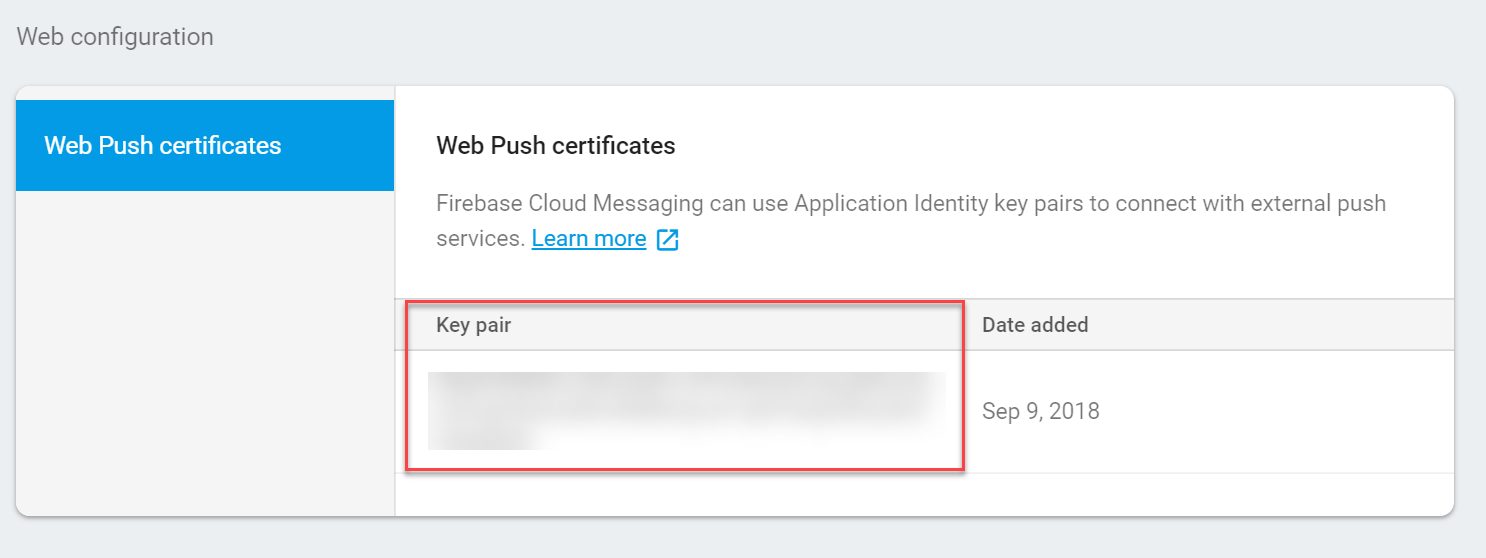 Web configuration
Web Push certificates
Web Push certificates
Firebase Cloud Messaging can use Application Identity key pairs to connect with external push
services. Learn more
Key pair
Date added
Sep 9, 2018